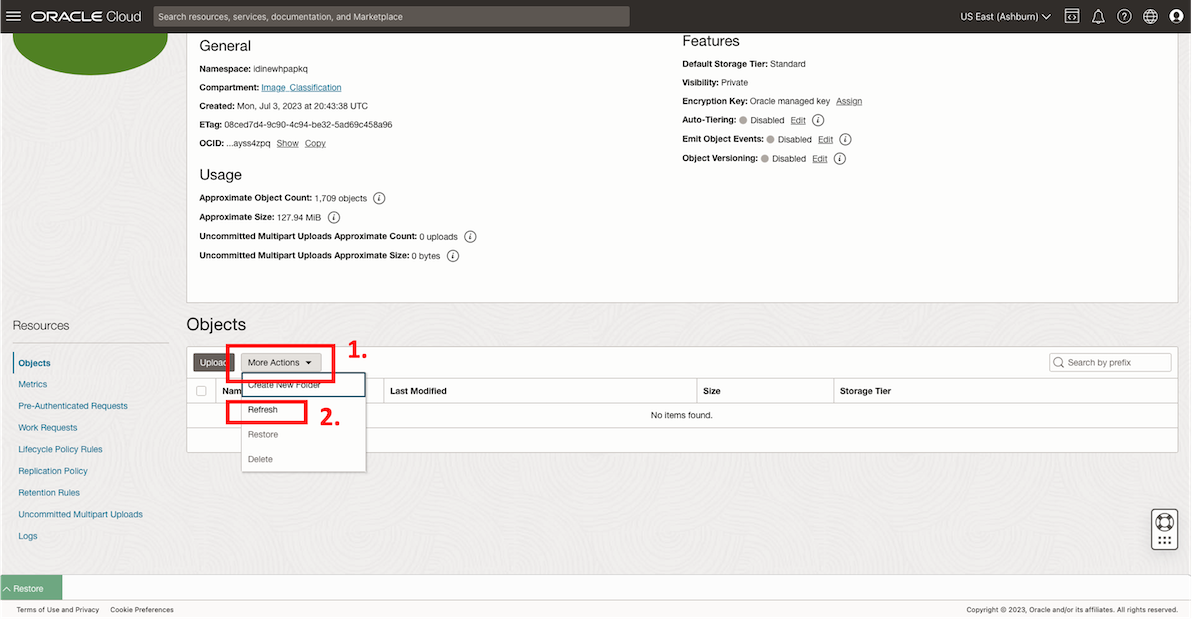 ORACLE Cloud
Search resources, services, documentation, and Marketplace
US East (Ashburn)
General
Namespace: idinewhpapkq
Compartment: Image_Classification
Created: Mon, Jul 3, 2023 at 20:43:38 UTC
ETag: 08ced7d4-9c90-4c94-be32-5ad69c458a96
OCID: ...ayss4zpq Show Copy
Usage
Approximate Object Count: 1,709 objects
Approximate Size: 127.94 MiB
Uncommitted Multipart Uploads Approximate Count: 0 uploads
Uncommitted Multipart Uploads Approximate Size: 0 bytes
Features
Default Storage Tier: Standard
Visibility: Private
Encryption Key: Oracle managed key Assign
Auto-Tiering: Disabled Edit
Emit Object Events: Disabled Edit
Object Versioning: Disabled Edit
Resources
Objects
Metrics
Pre-Authenticated Requests
Work Requests
Lifecycle Policy Rules
Replication Policy
Retention Rules
Uncommitted Multipart Uploads
Logs
Objects
Upload More Actions 1.
Search by prefix
Nam Last Modified Size Storage Tier
Create New Folder
Refresh 2.
Restore
Delete
No items found.
Restore
Terms of Use and Privacy Cookie Preferences
Copyright © 2023, Oracle and/or its affiliates. All rights reserved.